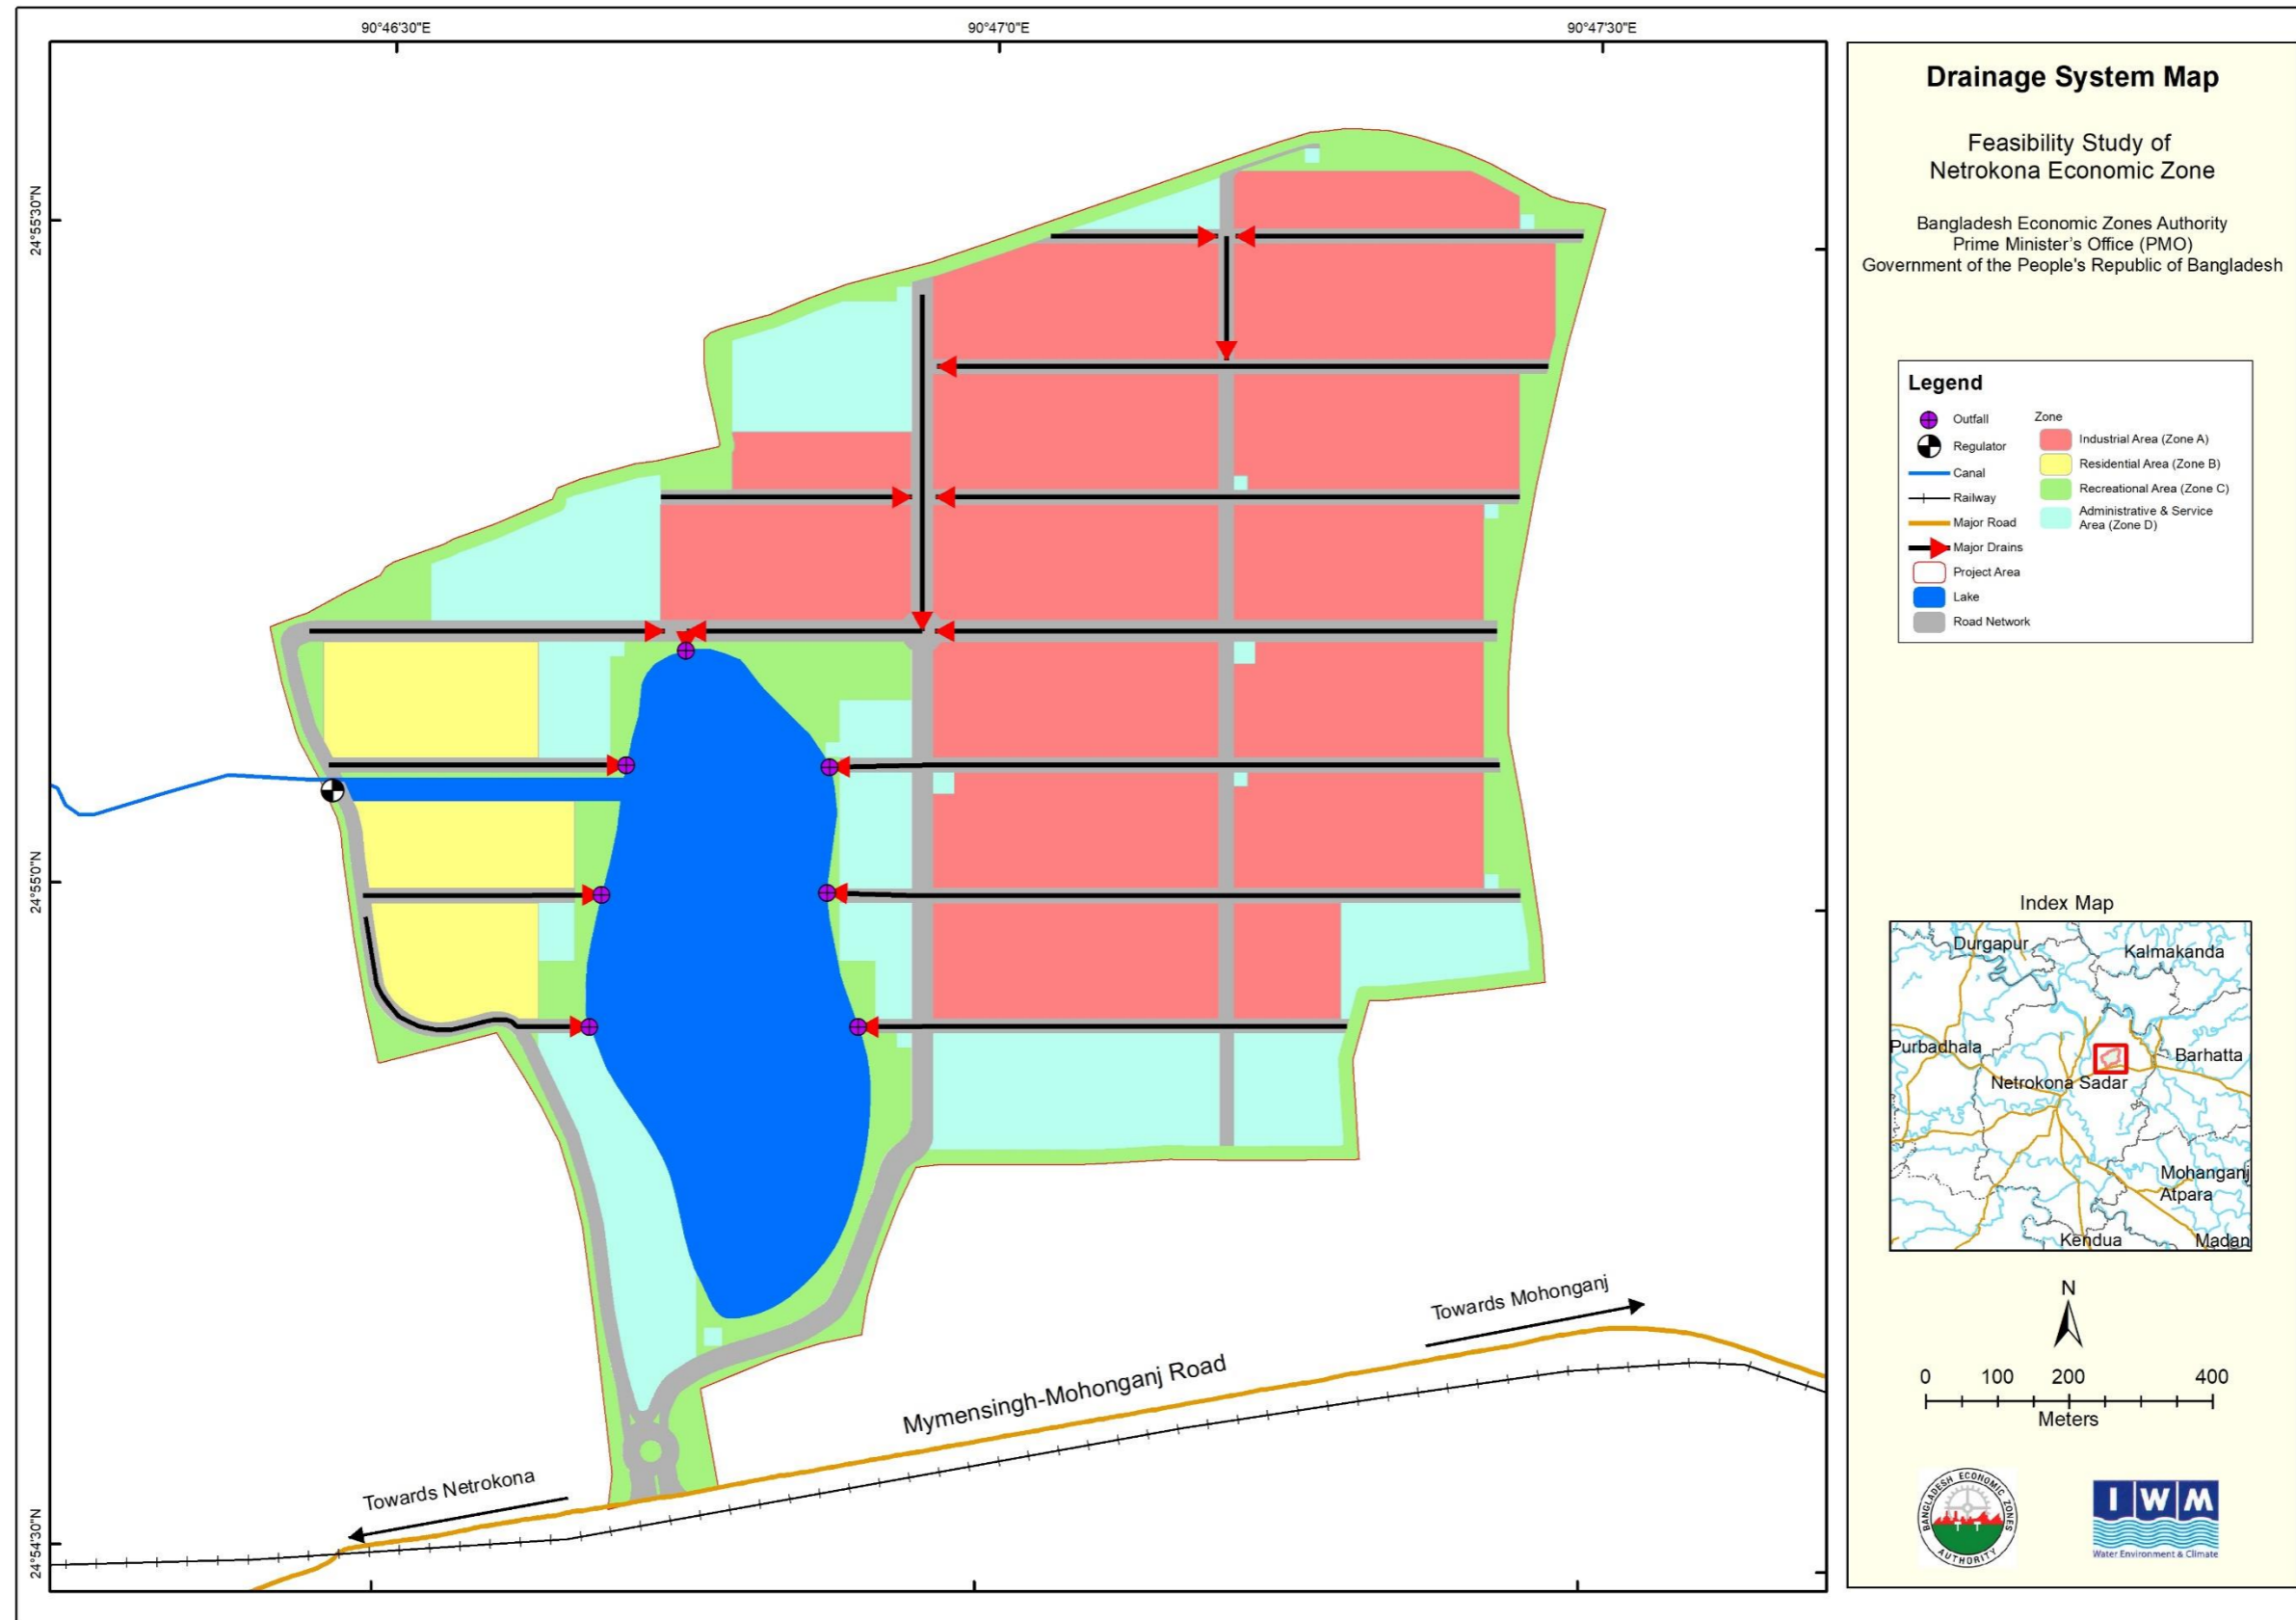 90°46'30"E
90°47'0"E
90°47'30"E
24°55'30"N
24°55'0"N
24°54'30"N
Towards Mohonganj
Mymensingh-Mohonganj Road
Towards Netrokona
Drainage System Map
Feasibility Study of
Netrokona Economic Zone
Bangladesh Economic Zones Authority
Prime Minister's Office (PMO)
Government of the People's Republic of Bangladesh
Legend
Outfall
Regulator
Canal
Railway
Major Road
Major Drains
Project Area
Lake
Road Network
Zone
Industrial Area (Zone A)
Residential Area (Zone B)
Recreational Area (Zone C)
Administrative & Service
Area (Zone D)
Index Map
Durgapur
Kalmakanda
Purbadhala
Barhatta
Netrokona Sadar
Mohanganj
Atpara
Kendua
Madan
N
0 100 200 400
Meters
BANGLADESH ECONOMIC ZONES
AUTHORITY
IWM
Water Environment & Climate